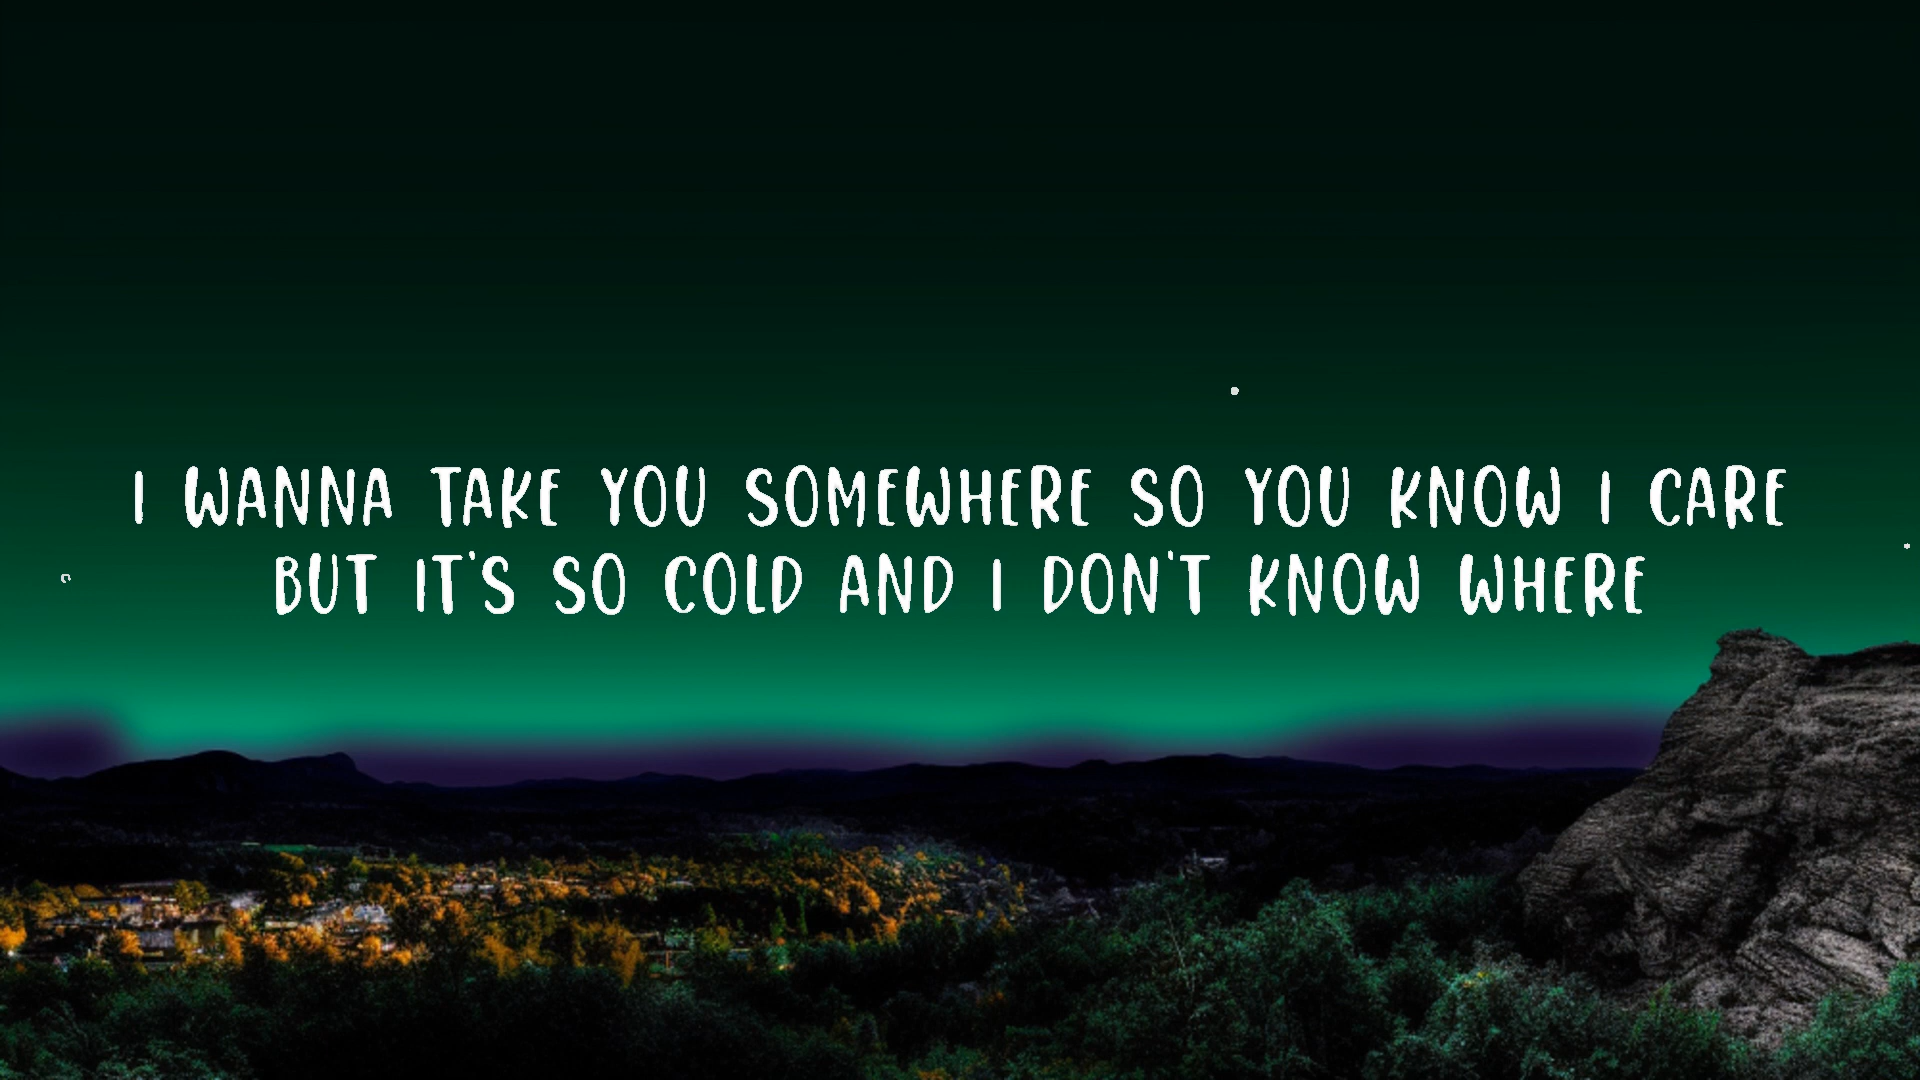 I WANNA TAKE YOU SOMEWHERE SO YOU KNOW I CARE
BUT IT'S SO COLD AND I DON'T KNOW WHERE